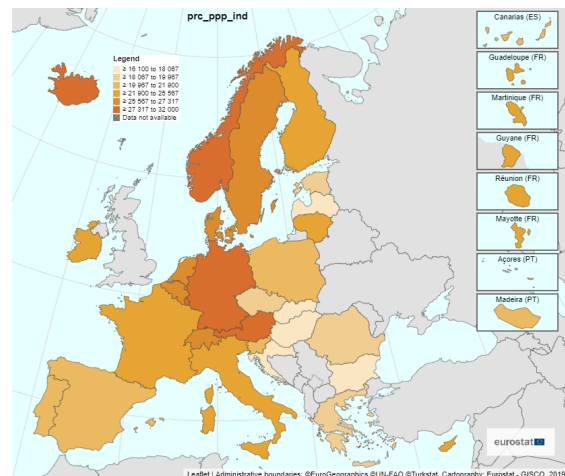 prc_ppp_ind
Legend
≥ 16 100 to 18 067
≥ 18 067 to 19 967
≥ 19 967 to 21 900
≥ 21 900 to 25 567
≥ 25 567 to 27 317
≥ 27 317 to 32 000
Data not available
Canarias (ES)
Guadeloupe (FR)
Martinique (FR)
Guyane (FR)
Réunion (FR)
Mayotte (FR)
Açores (PT)
Madeira (PT)
eurostat
Leaflet | Administrative boundaries: ©EuroGeographics ©UN-FAO ©Turkstat, Cartography: Eurostat - GISCO, 2019